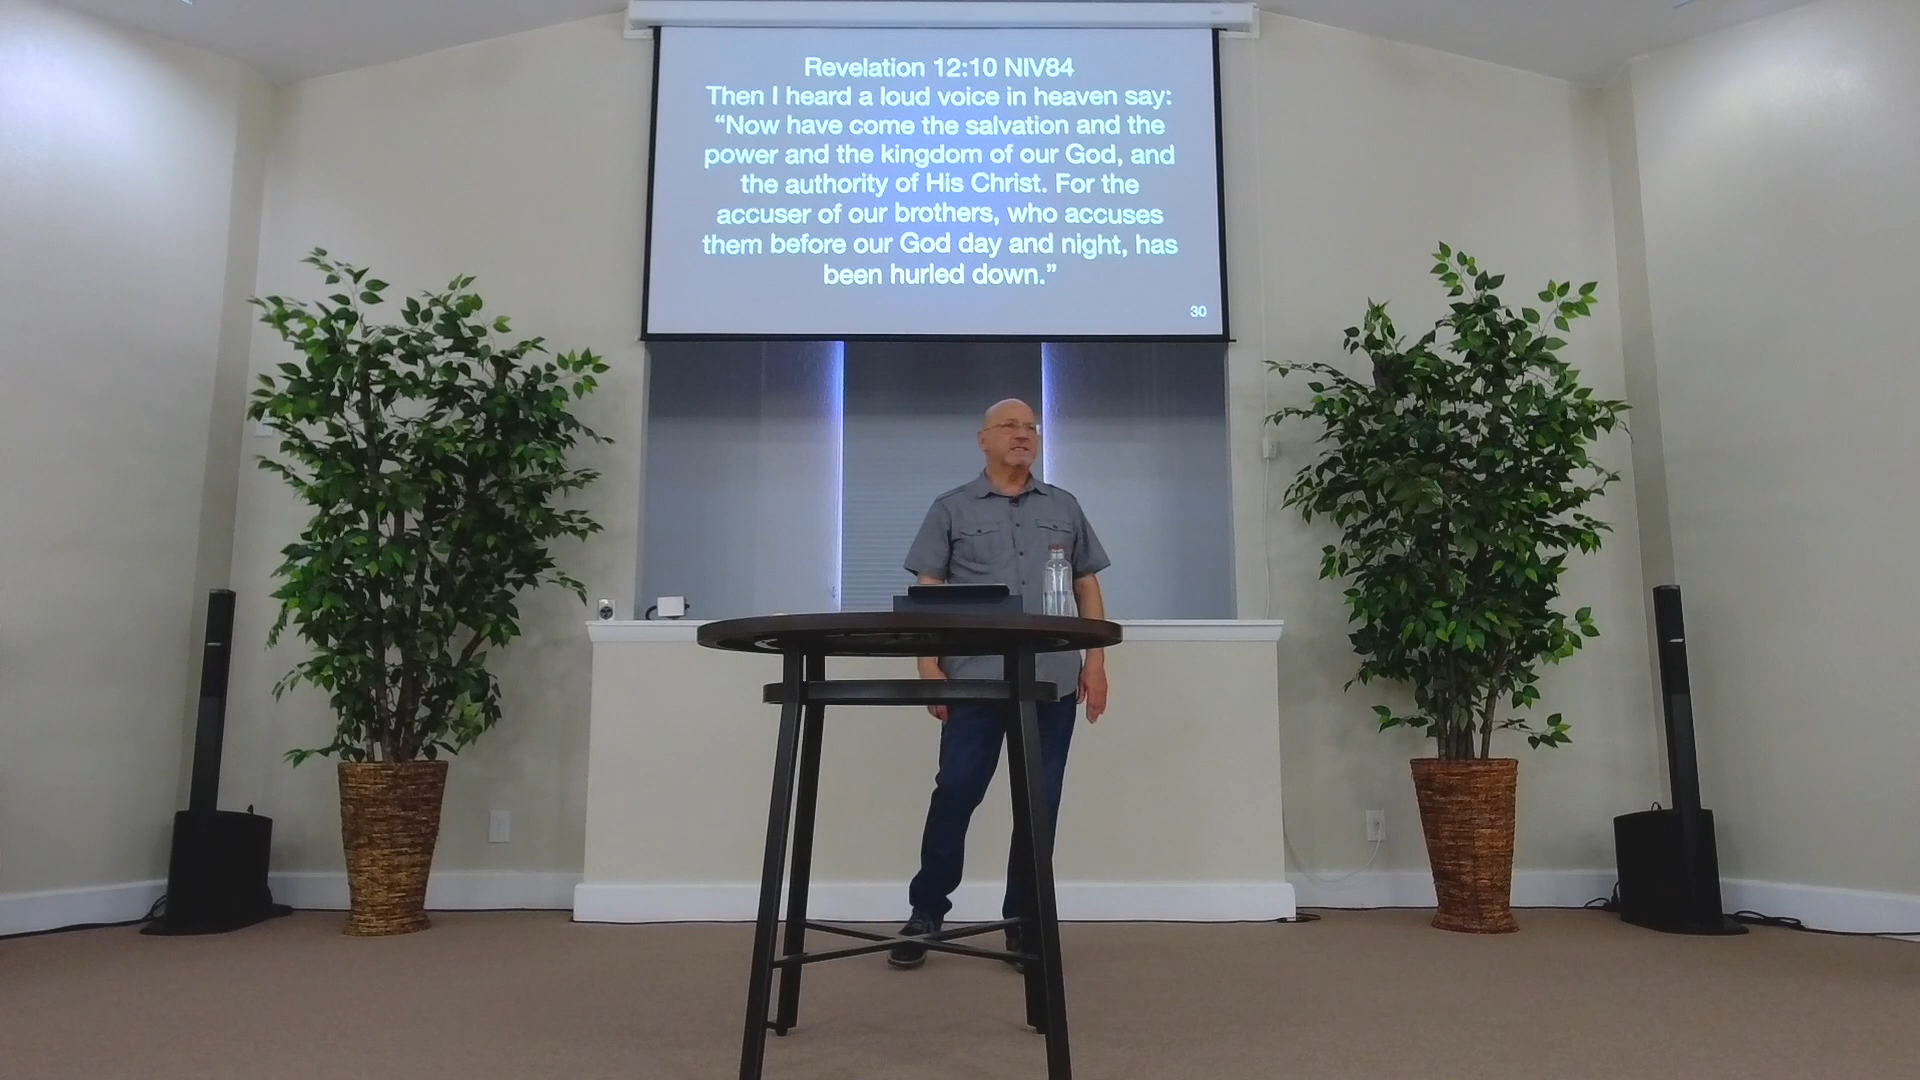 Revelation 12:10 NIV84
Then I heard a loud voice in heaven say:
“Now have come the salvation and the
power and the kingdom of our God, and
the authority of His Christ. For the
accuser of our brothers, who accuses
them before our God day and night, has
been hurled down.”
30